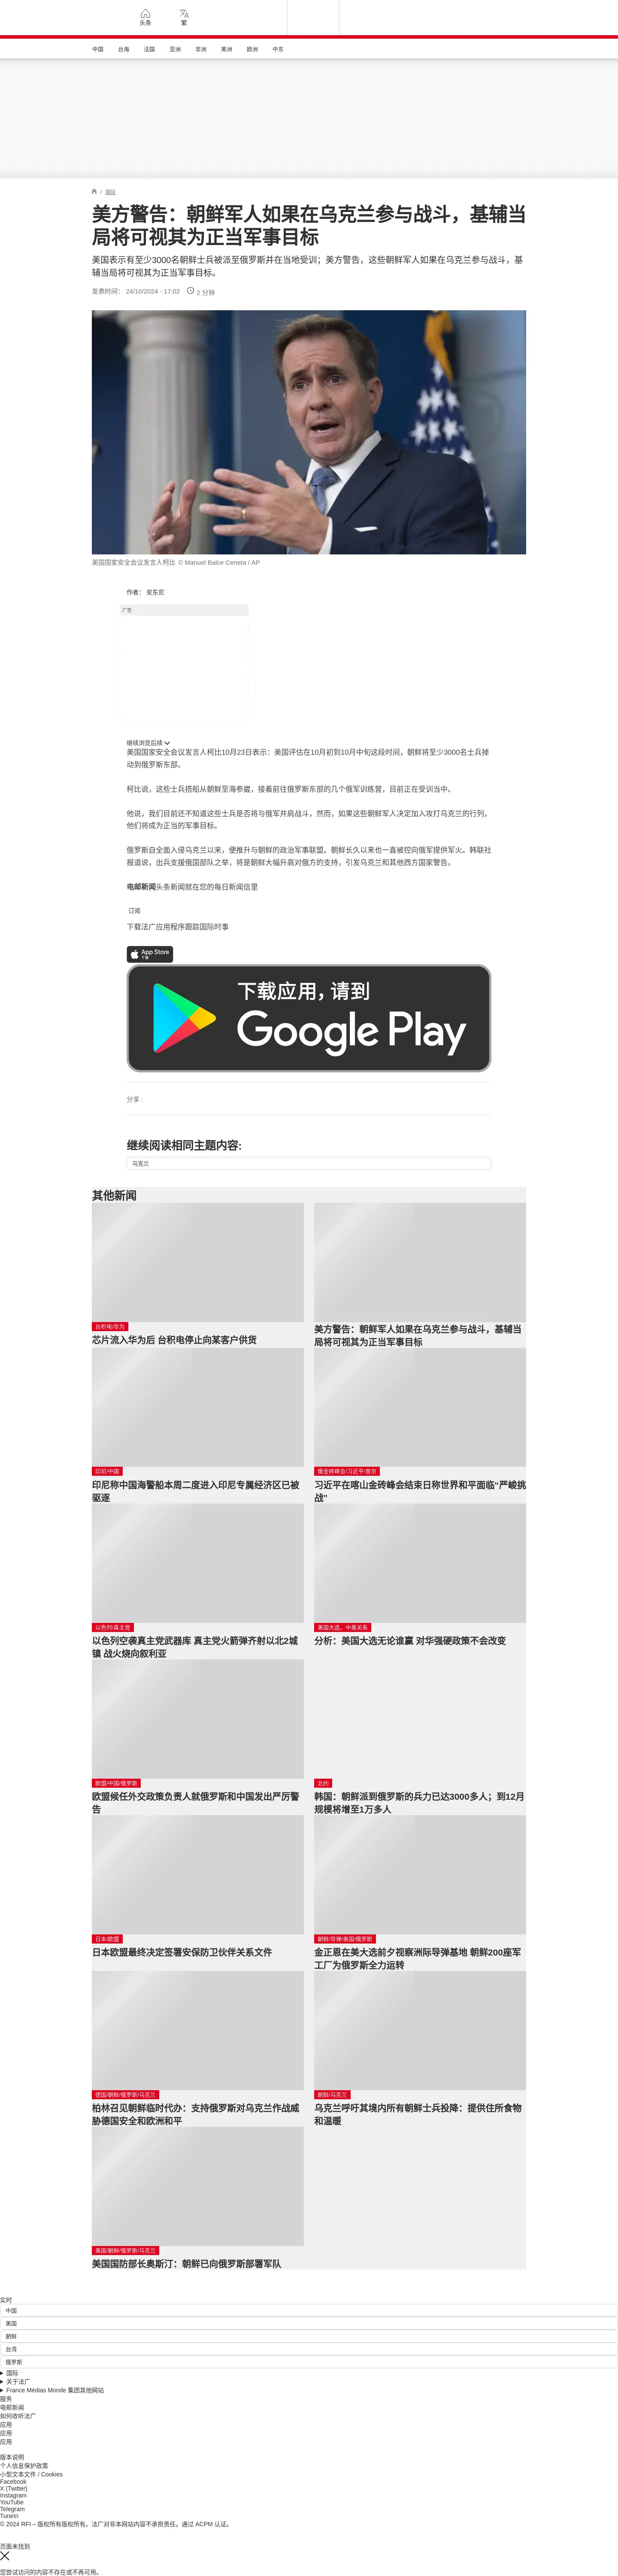 头条
繁
中国
台海
法国
亚洲
非洲
美洲
欧洲
中东
/ 国际
美方警告：朝鲜军人如果在乌克兰参与战斗，基辅当
局将可视其为正当军事目标
美国表示有至少3000名朝鲜士兵被派至俄罗斯并在当地受训；美方警告，这些朝鲜军人如果在乌克兰参与战斗，基
辅当局将可视其为正当军事目标。
发表时间： 24/10/2024 - 17:02
2 分钟
美国国家安全会议发言人柯比 © Manuel Balce Ceneta / AP
作者： 安东尼
广告
继续浏览后续
美国国家安全会议发言人柯比10月23日表示：美国评估在10月初到10月中旬这段时间，朝鲜将至少3000名士兵掉
动到俄罗斯东部。
柯比说，这些士兵搭船从朝鲜至海参崴，接着前往俄罗斯东部的几个俄军训练营，目前正在受训当中。
他说，我们目前还不知道这些士兵是否将与俄军并肩战斗，然而，如果这些朝鲜军人决定加入攻打乌克兰的行列，
他们将成为正当的军事目标。
俄罗斯自全面入侵乌克兰以来，便推升与朝鲜的政治军事联盟。朝鲜长久以来也一直被控向俄军提供军火。韩联社
报道说，出兵支援俄国部队之举，将是朝鲜大幅升高对俄方的支持，引发乌克兰和其他西方国家警告。
电邮新闻头条新闻就在您的每日新闻信里
订阅
下载法广应用程序跟踪国际时事
App Store
下载
下载应用，请到
Google Play
分享 :
继续阅读相同主题内容:
乌克兰
其他新闻
台积电/华为
芯片流入华为后 台积电停止向某客户供货
美方警告：朝鲜军人如果在乌克兰参与战斗，基辅当
局将可视其为正当军事目标
印尼/中国
印尼称中国海警船本周二度进入印尼专属经济区已被
驱逐
俄金砖峰会/习近平/普京
习近平在喀山金砖峰会结束日称世界和平面临“严峻挑
战”
以色列/真主党
以色列空袭真主党武器库 真主党火箭弹齐射以北2城
镇 战火烧向叙利亚
美国大选、中美关系
分析：美国大选无论谁赢 对华强硬政策不会改变
欧盟/中国/俄罗斯
欧盟候任外交政策负责人就俄罗斯和中国发出严厉警
告
北约
韩国：朝鲜派到俄罗斯的兵力已达3000多人；到12月
规模将增至1万多人
日本/欧盟
日本欧盟最终决定签署安保防卫伙伴关系文件
朝鲜/导弹/美国/俄罗斯
金正恩在美大选前夕视察洲际导弹基地 朝鲜200座军
工厂为俄罗斯全力运转
德国/朝鲜/俄罗斯/乌克兰
柏林召见朝鲜临时代办：支持俄罗斯对乌克兰作战威
胁德国安全和欧洲和平
朝鲜/乌克兰
乌克兰呼吁其境内所有朝鲜士兵投降：提供住所食物
和温暖
美国/朝鲜/俄罗斯/乌克兰
美国国防部长奥斯汀：朝鲜已向俄罗斯部署军队
实时
中国
美国
朝鲜
台湾
俄罗斯
国际
关于法广
France Médias Monde 集团其他网站
服务
电邮新闻
如何收听法广
应用
应用
应用
版本说明
个人信息保护政策
小型文本文件 / Cookies
Facebook
X (Twitter)
Instagram
YouTube
Telegram
TuneIn
© 2024 RFI – 版权所有版权所有。法广对非本网站内容不承担责任。通过 ACPM 认证。
页面未找到
您尝试访问的内容不存在或不再可用。